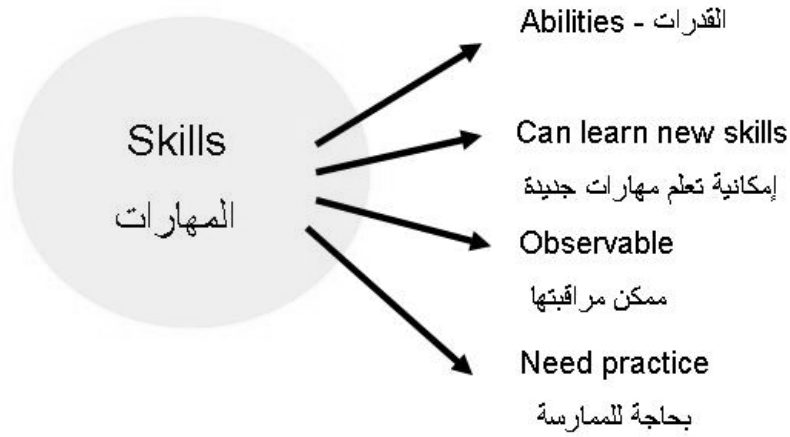 Skills
المهارات
Abilities - القدرات
Can learn new skills
إمكانية تعلم مهارات جديدة
Observable
ممكن مراقبتها
Need practice
بحاجة للممارسة